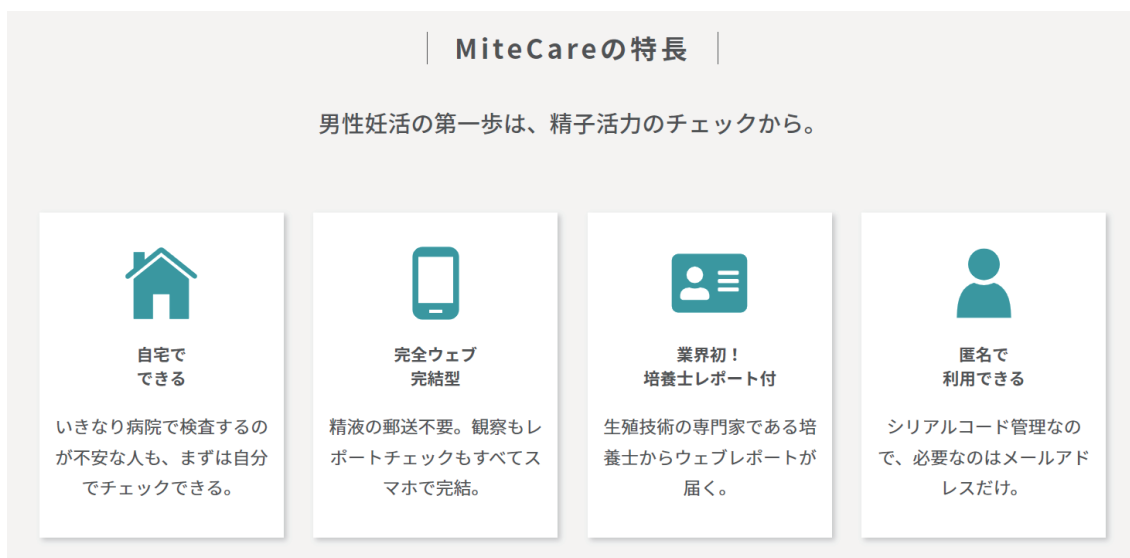 MiteCareの特長
男性妊活の第一歩は、精子活力のチェックから。
自宅で
できる
いきなり病院で検査するの
が不安な人も、まずは自分
でチェックできる。
完全ウェブ
完結型
精液の郵送不要。観察もレ
ポートチェックもすべてス
マホで完結。
業界初！
培養士レポート付
生殖技術の専門家である培
養士からウェブレポートが
届く。
匿名で
利用できる
シリアルコード管理なの
で、必要なのはメールアド
レスだけ。